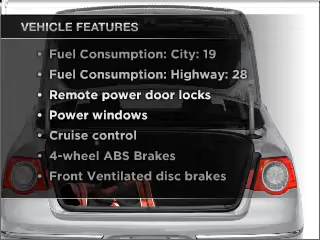 VEHICLE FEATURES
• Fuel Consumption: City: 19
• Fuel Consumption: Highway: 28
• Remote power door locks
• Power windows
• Cruise control
• 4-wheel ABS Brakes
• Front Ventilated disc brakes